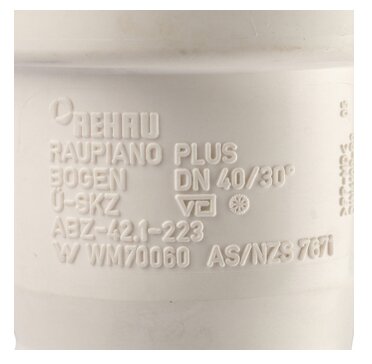 REHAU
RAUPIANO PLUS
BOGEN DN 40/30°
Ü-SKZ
ABZ-42.1-223
WM70060 AS/NZS 7671